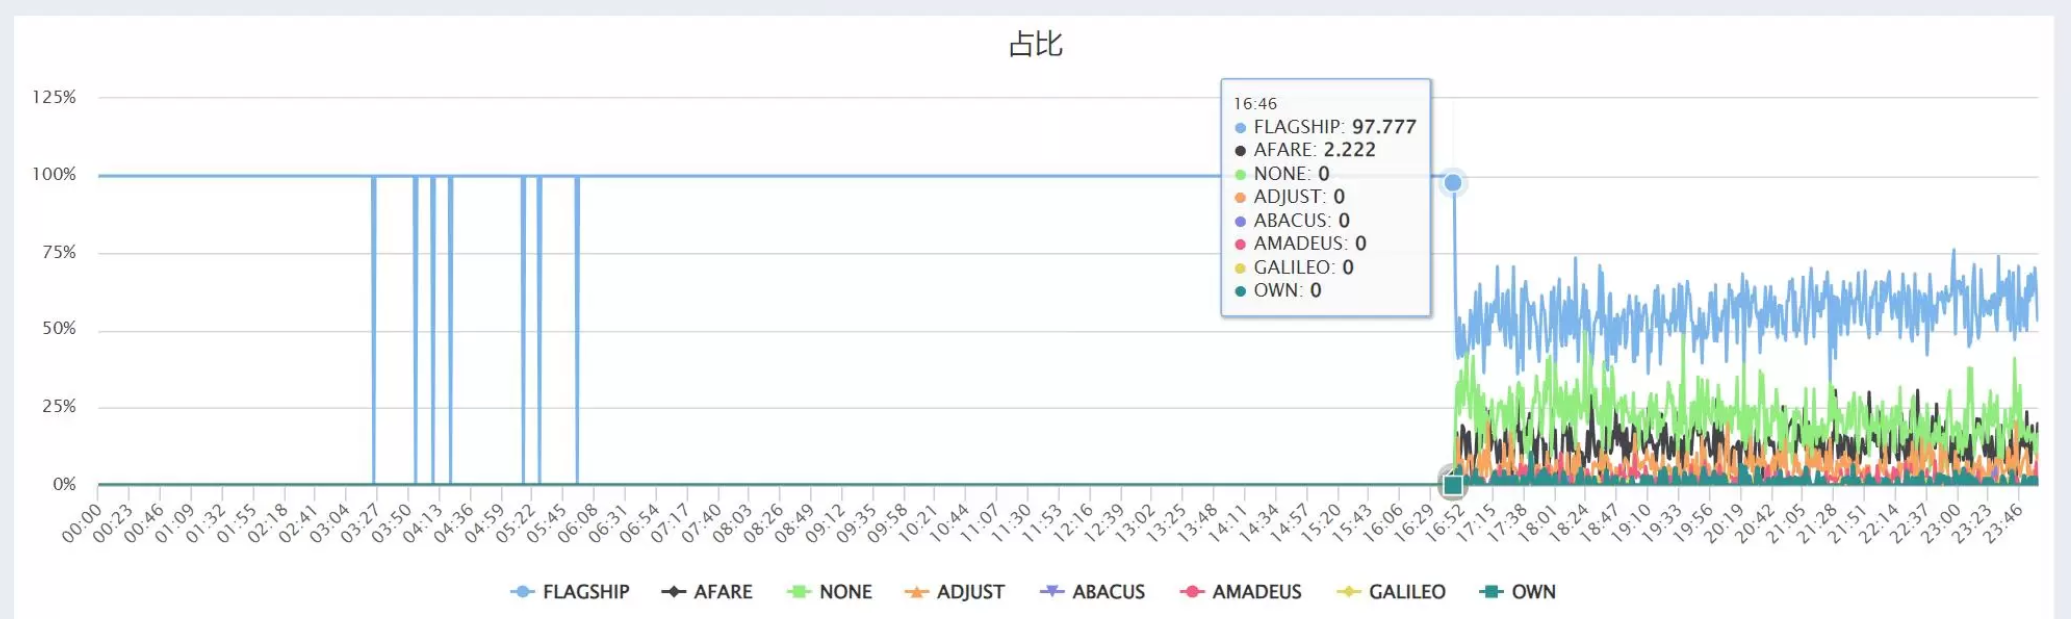 占比
125%
100%
75%
50%
25%
0%
16:46
FLAGSHIP: 97.777
AFARE: 2.222
NONE: 0
ADJUST: 0
ABACUS: 0
AMADEUS: 0
GALILEO: 0
OWN: 0
00:00 00:23 00:46 01:09 01:32 01:55 02:18 02:41 03:04 03:27 03:50 04:13 04:36 04:59 05:22 05:45 06:08 06:31 06:54 07:17 07:40 08:03 08:26 08:49 09:12 09:35 09:58 10:21 10:44 11:07 11:30 11:53 12:16 12:39 13:02 13:25 13:48 14:11 14:34 14:57 15:20 15:43 16:06 16:29 16:52 17:15 17:38 18:01 18:24 18:47 19:10 19:33 19:56 20:19 20:42 21:05 21:28 21:51 22:14 22:37 23:00 23:23 23:46
FLAGSHIP AFARE NONE ADJUST ABACUS AMADEUS GALILEO OWN